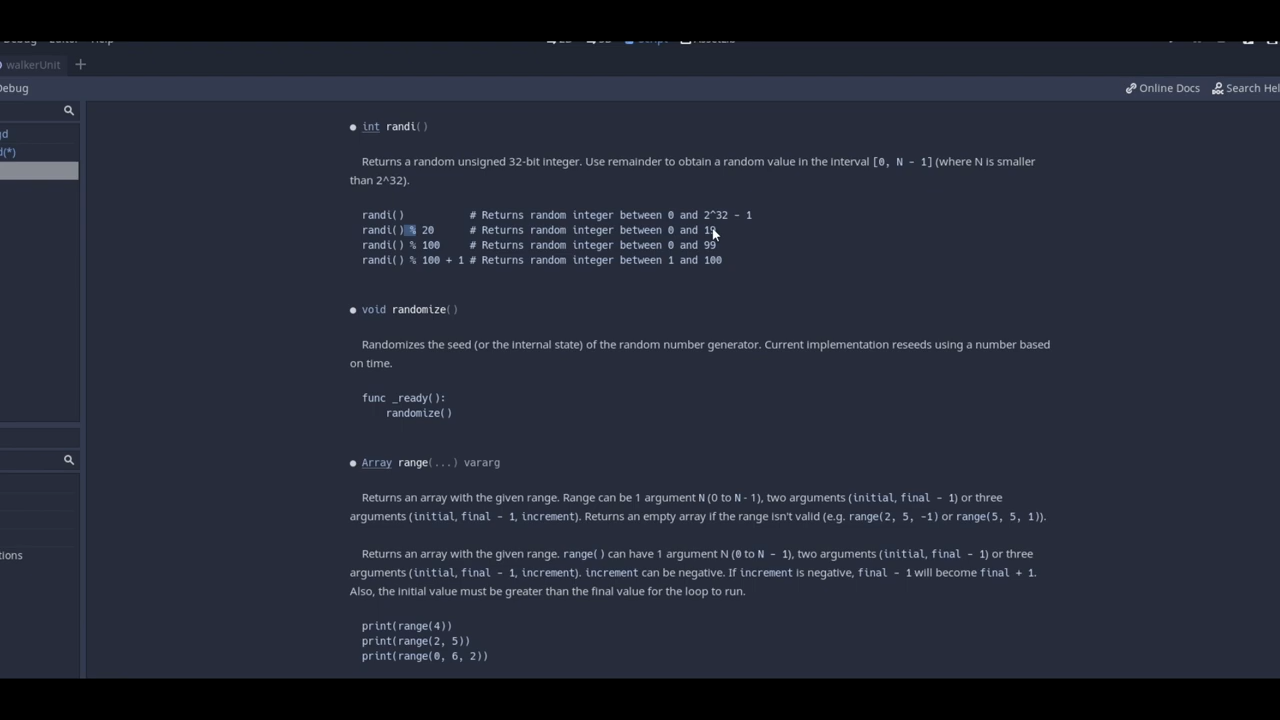 walkerUnit +
Debug
Online Docs Search Hel
d(*)
int randi()
Returns a random unsigned 32-bit integer. Use remainder to obtain a random value in the interval [0, N - 1] (where N is smaller
than 2^32).
randi() # Returns random integer between 0 and 2^32 - 1
randi() % 20 # Returns random integer between 0 and 19
randi() % 100 # Returns random integer between 0 and 99
randi() % 100 + 1 # Returns random integer between 1 and 100
void randomize()
Randomizes the seed (or the internal state) of the random number generator. Current implementation reseeds using a number based
on time.
func _ready():
randomize()
Array range(...) vararg
Returns an array with the given range. Range can be 1 argument N (0 to N - 1), two arguments (initial, final - 1) or three
arguments (initial, final - 1, increment). Returns an empty array if the range isn't valid (e.g. range(2, 5, -1) or range(5, 5, 1)).
Returns an array with the given range. range() can have 1 argument N (0 to N - 1), two arguments (initial, final - 1) or three
arguments (initial, final - 1, increment). increment can be negative. If increment is negative, final - 1 will become final + 1.
Also, the initial value must be greater than the final value for the loop to run.
tions
print(range(4))
print(range(2, 5))
print(range(0, 6, 2))